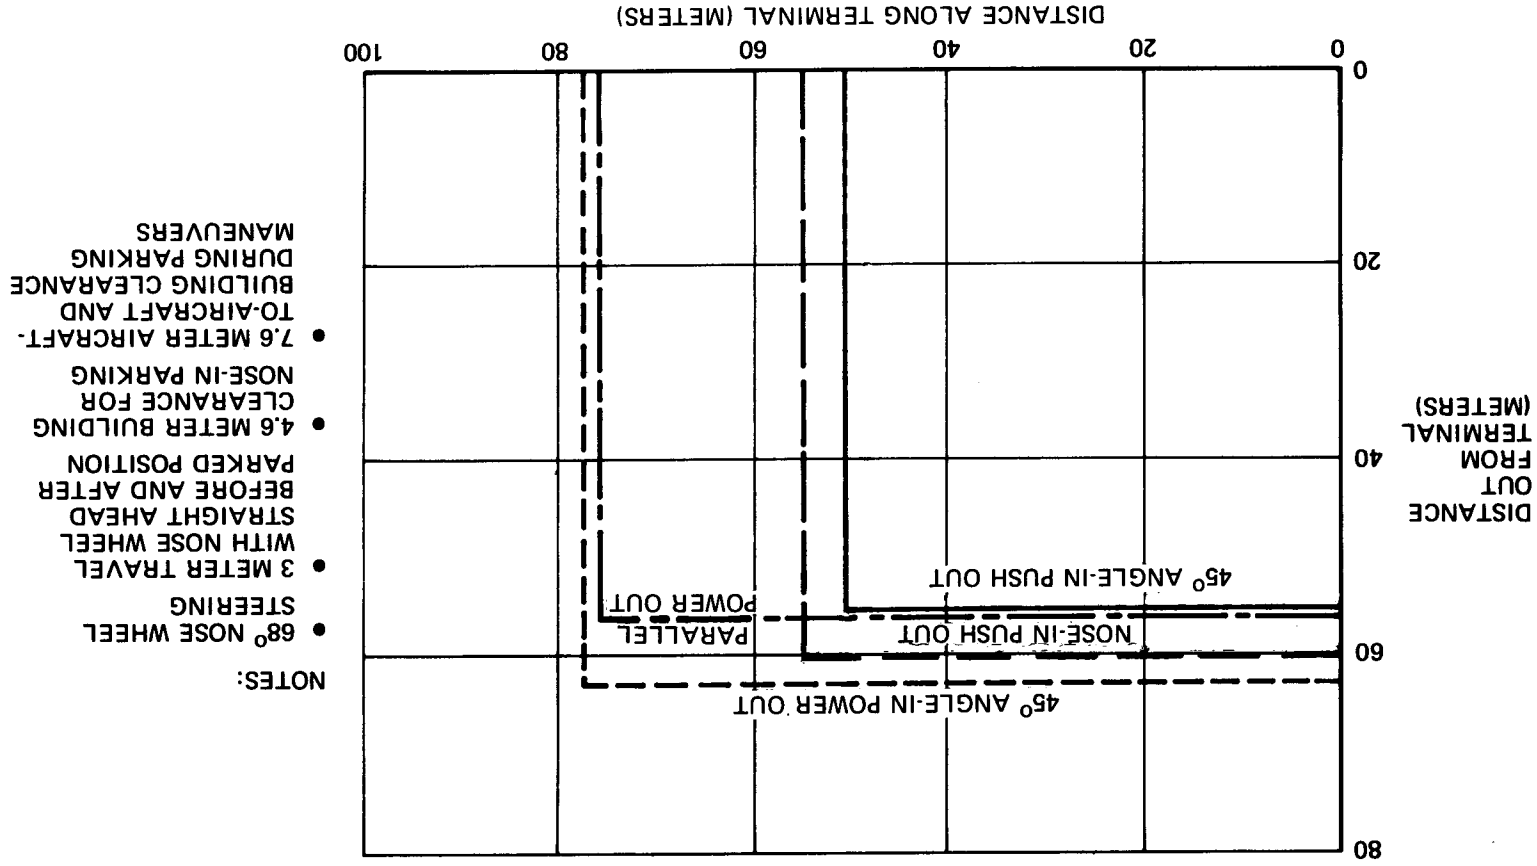 80
60
40
20
0
DISTANCE
OUT
FROM
TERMINAL
(METERS)
45° ANGLE-IN POWER OUT
NOSE-IN PUSH OUT
PARALLEL
POWER OUT
45° ANGLE-IN PUSH OUT
0
20
40
60
80
100
DISTANCE ALONG TERMINAL (METERS)
NOTES:
• 68° NOSE WHEEL
STEERING
• 3 METER TRAVEL
WITH NOSE WHEEL
STRAIGHT AHEAD
BEFORE AND AFTER
PARKED POSITION
• 4.6 METER BUILDING
CLEARANCE FOR
NOSE-IN PARKING
• 7.6 METER AIRCRAFT-
TO-AIRCRAFT AND
BUILDING CLEARANCE
DURING PARKING
MANEUVERS